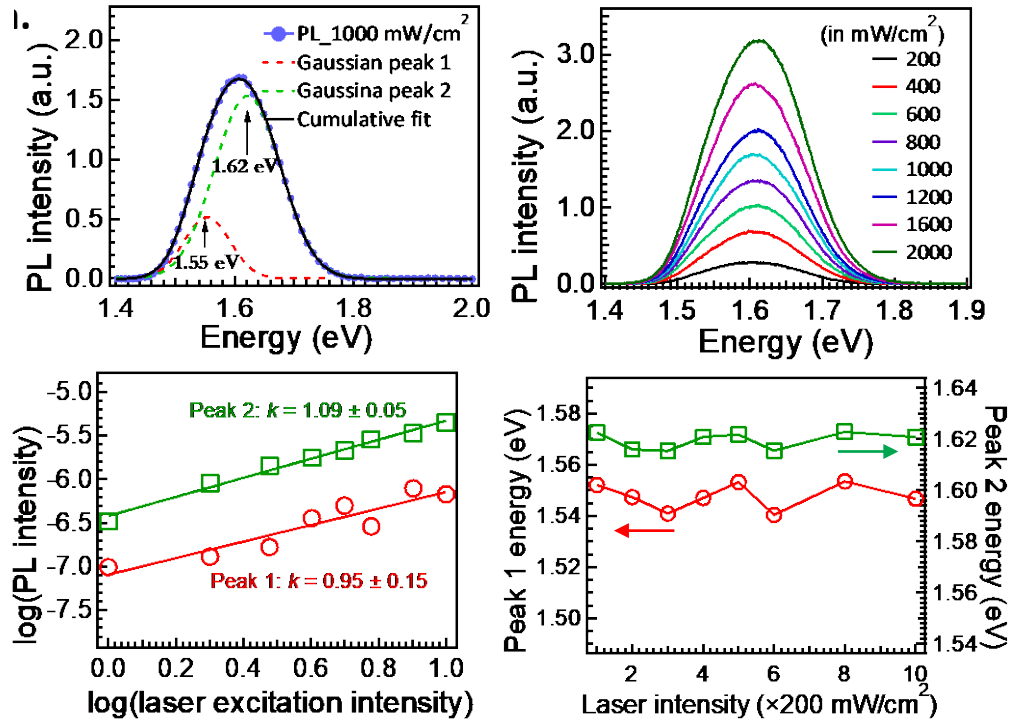 PL_1000 mW/cm²
Gaussian peak 1
Gaussina peak 2
Cumulative fit
1.62 eV
1.55 eV
2.0
1.5
1.0
0.5
0.0
PL intensity (a.u.)
1.4 1.6 1.8 2.0
Energy (eV)
(in mW/cm²)
200
400
600
800
1000
1200
1600
2000
3.0
2.0
1.0
0.0
PL intensity (a.u.)
1.4 1.5 1.6 1.7 1.8 1.9
Energy (eV)
-5.0
-5.5
-6.0
-6.5
-7.0
-7.5
log(PL intensity)
Peak 2: k = 1.09 ± 0.05
Peak 1: k = 0.95 ± 0.15
0.0 0.2 0.4 0.6 0.8 1.0
log(laser excitation intensity)
1.58
1.56
1.54
1.52
1.50
Peak 1 energy (eV)
1.64
1.62
1.60
1.58
1.56
1.54
Peak 2 energy (eV)
2 4 6 8 10
Laser intensity (×200 mW/cm²)